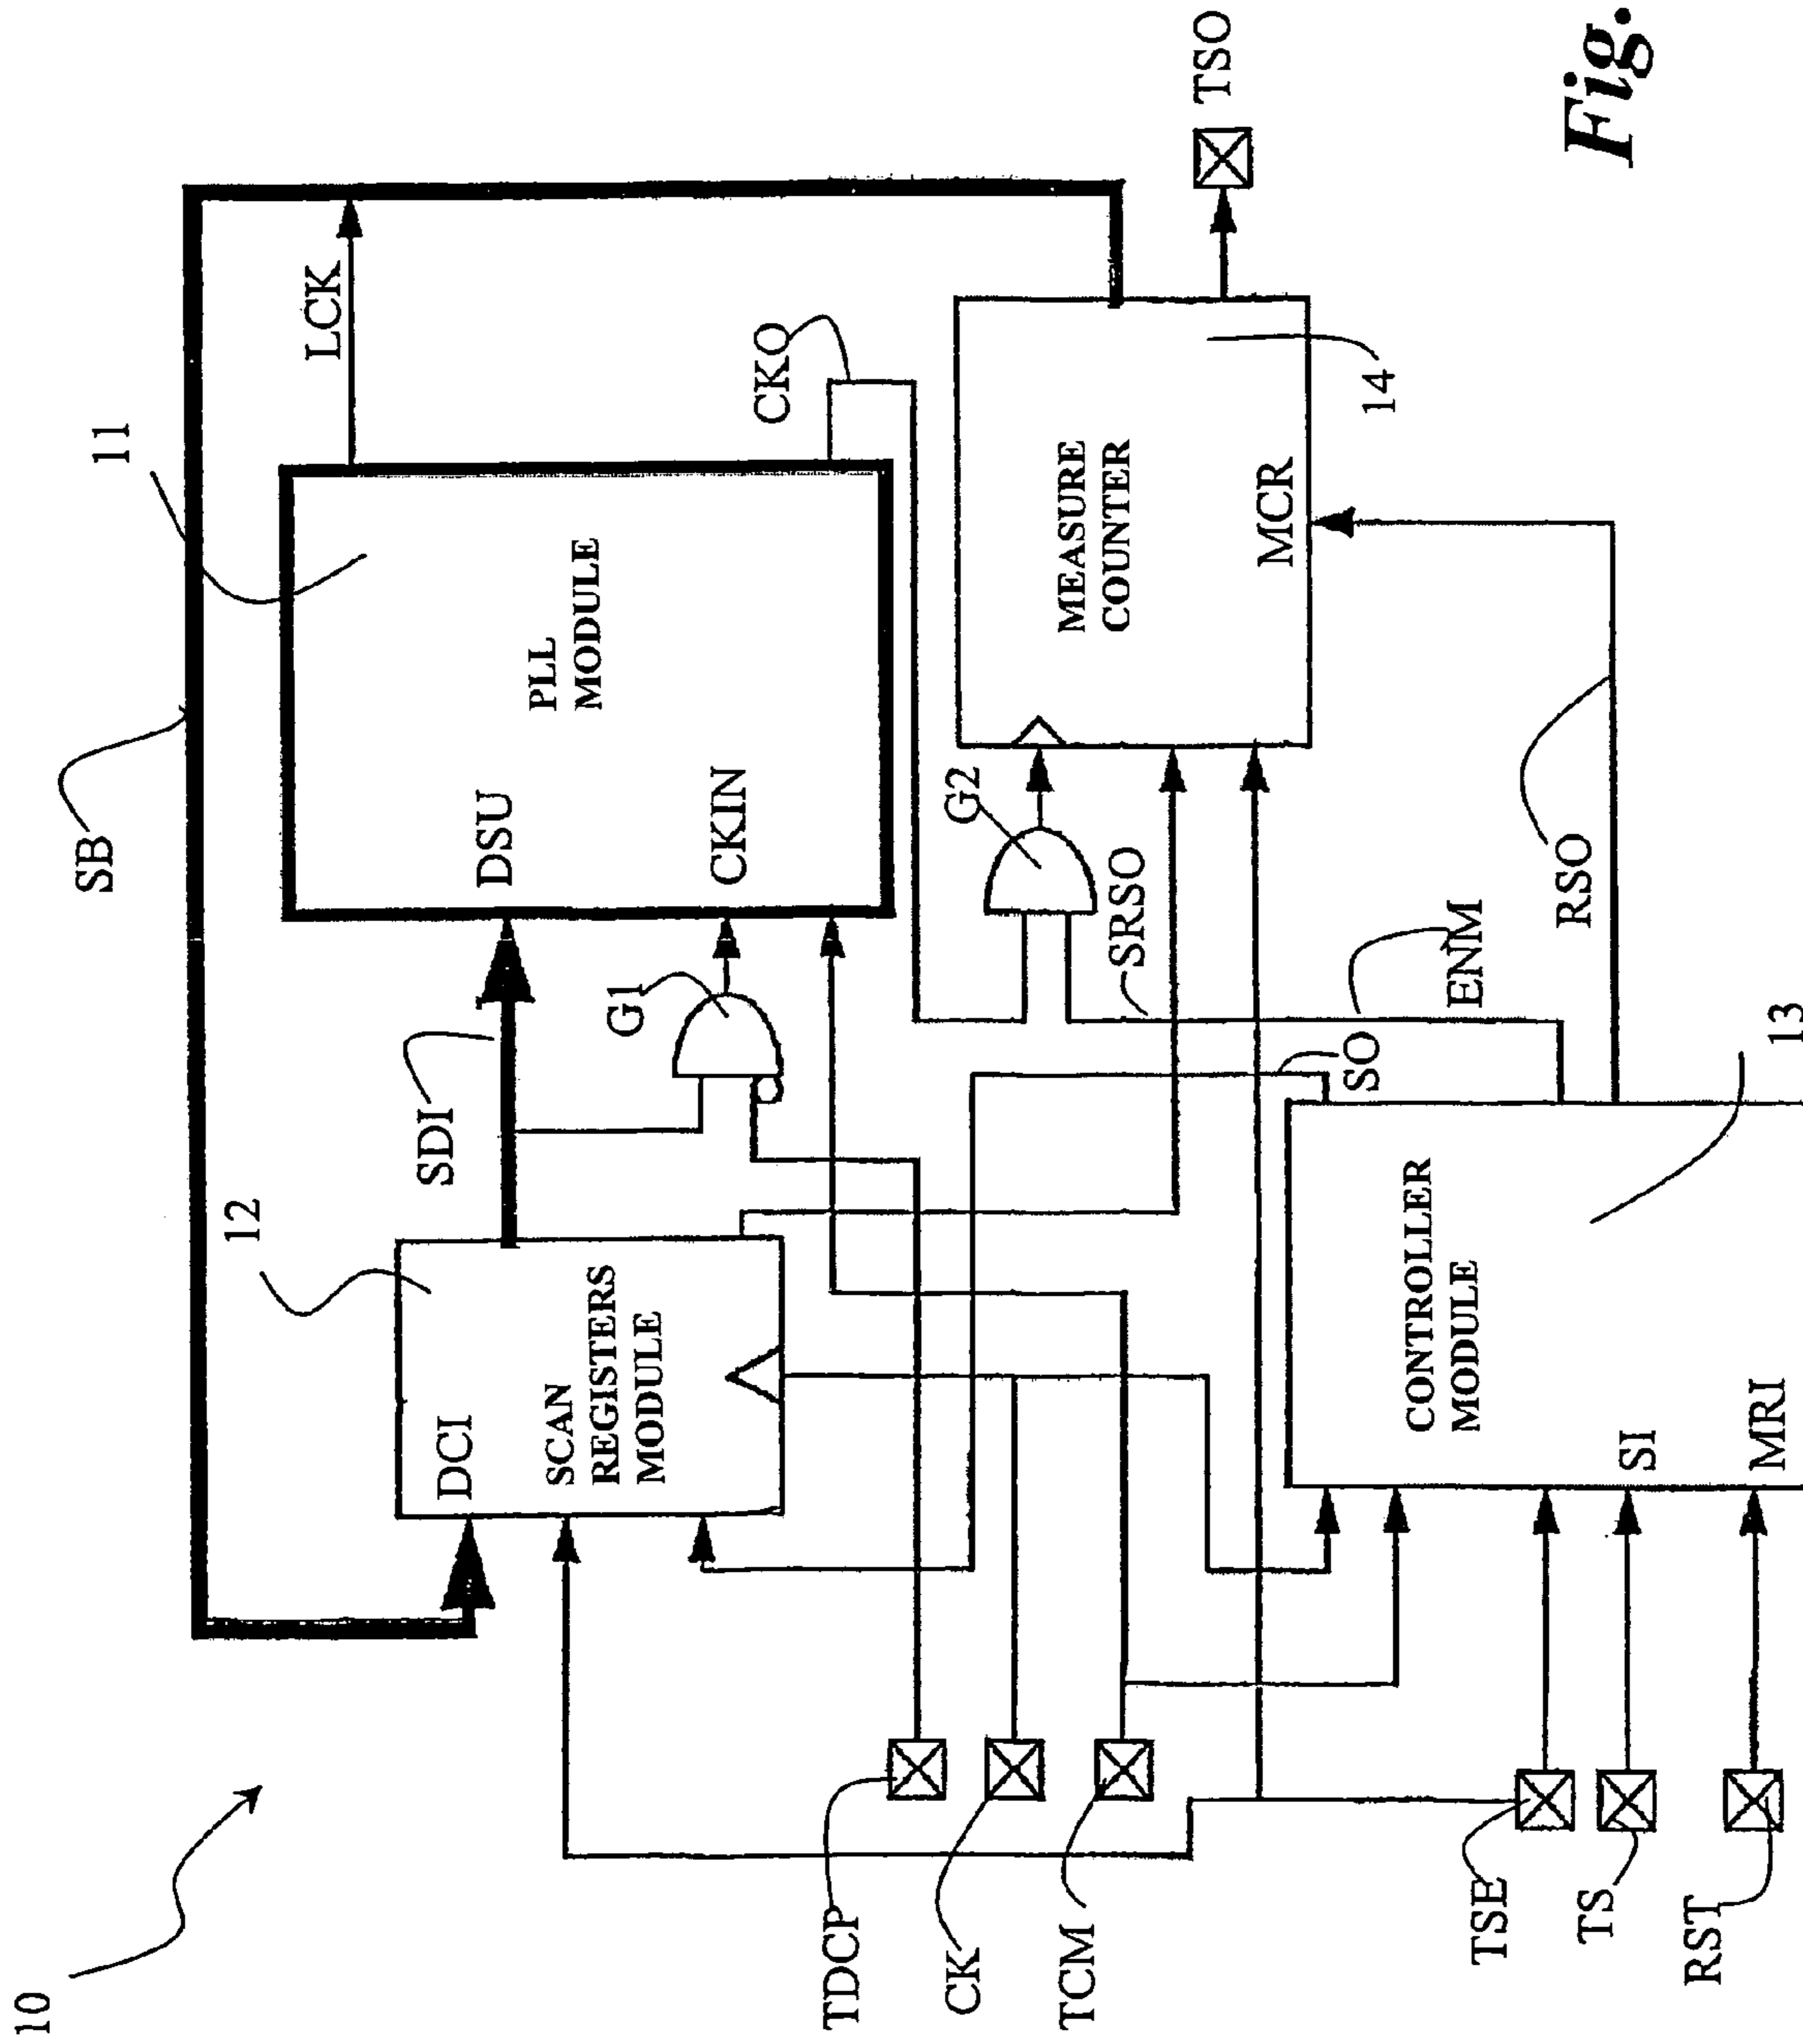 10
SB
11
LCK
12
SDI
DSU
PLL
MODULE
CKIN
CKO
DCI
SCAN
REGISTERS
MODULE
G1
G2
SRSO
MEASURE
COUNTER
MCR
14
TSO
TDCP
CK
TCM
SO
ENM
RSO
CONTROLLER
MODULE
SI
MRI
13
TSE
TS
RST
Fig.